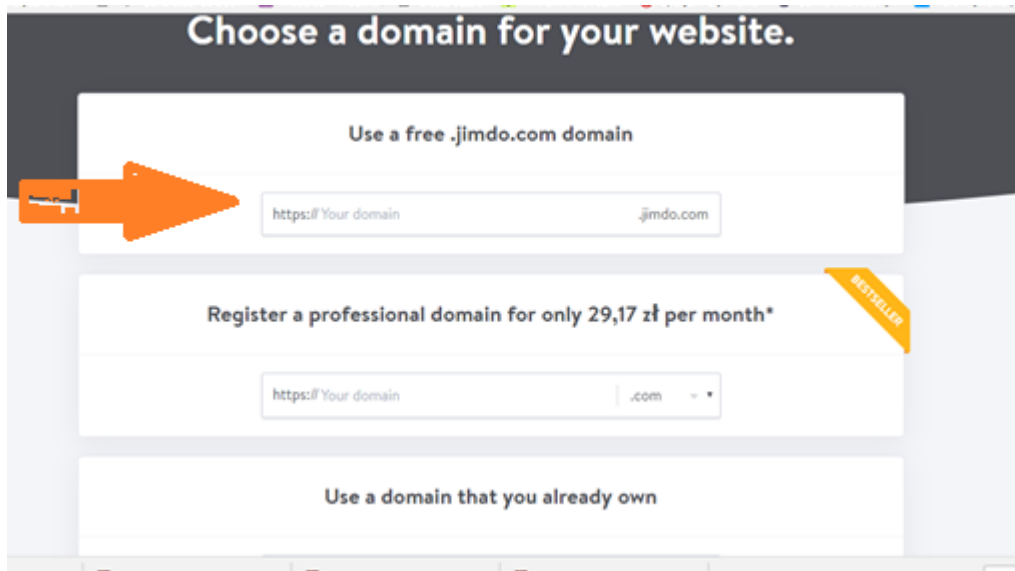 Choose a domain for your website.
Use a free .jimdo.com domain
https:// Your domain .jimdo.com
BESTSELLER
Register a professional domain for only 29,17 zł per month*
https:// Your domain .com
Use a domain that you already own